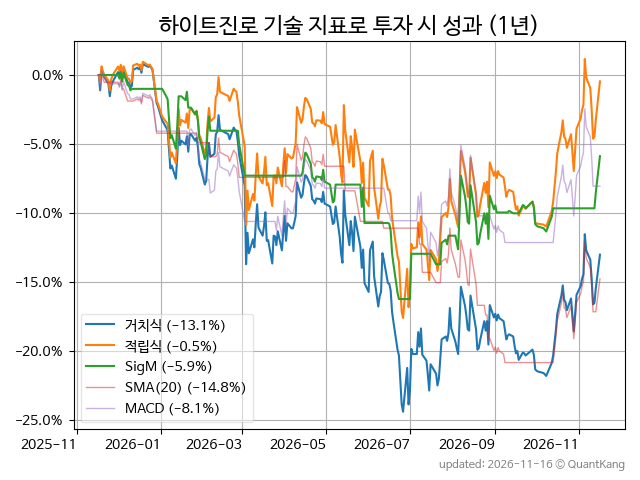 하이트진로 기술 지표로 투자 시 성과 (1년)
0.0%
−5.0%
−10.0%
−15.0%
−20.0%
−25.0%
거치식 (−13.1%)
적립식 (−0.5%)
SigM (−5.9%)
SMA(20) (−14.8%)
MACD (−8.1%)
2025-11 2026-01 2026-03 2026-05 2026-07 2026-09 2026-11
updated: 2026-11-16 © QuantKang